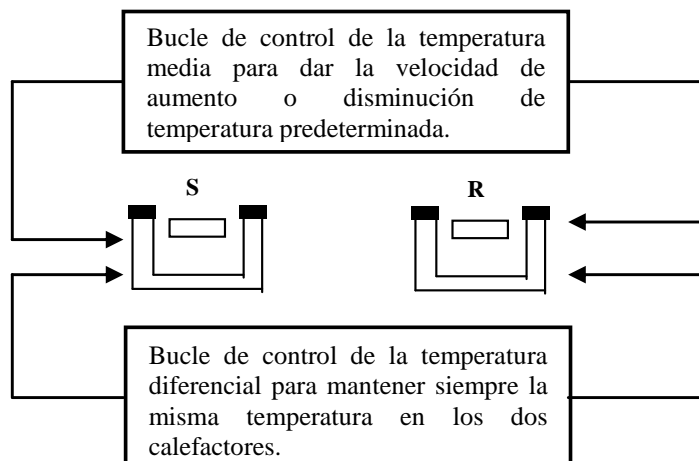 Bucle de control de la temperatura
media para dar la velocidad de
aumento o disminución de
temperatura predeterminada.
S
R
Bucle de control de la temperatura
diferencial para mantener siempre la
misma temperatura en los dos
calefactores.